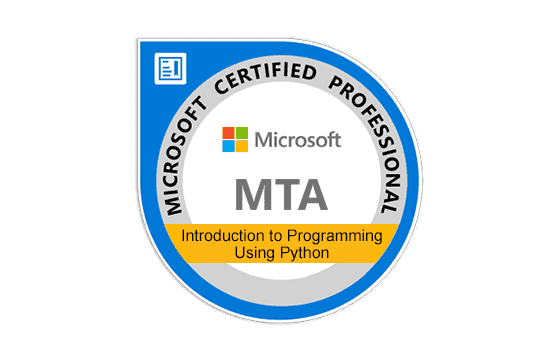 MICROSOFT CERTIFIED PROFESSIONAL
Microsoft
MTA
Introduction to Programming
Using Python